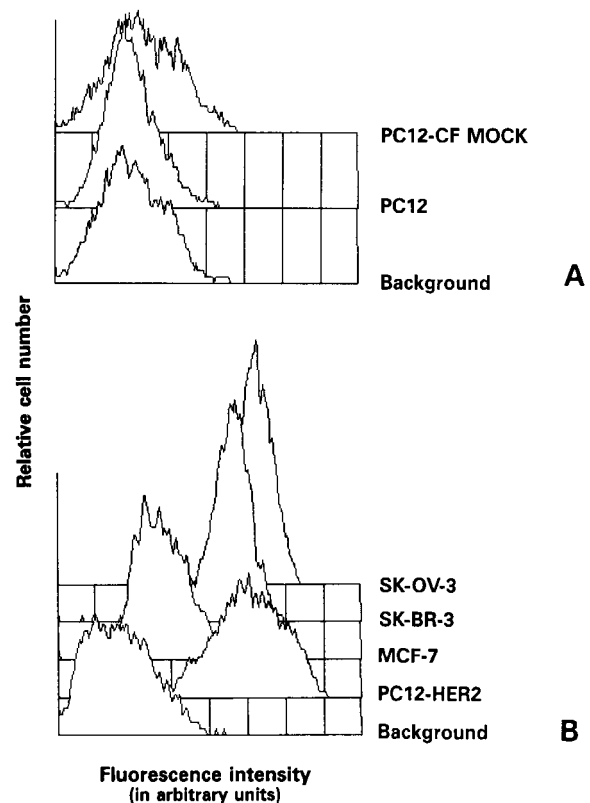 PC12-CF MOCK
PC12
Background
A
Relative cell number
SK-OV-3
SK-BR-3
MCF-7
PC12-HER2
Background
B
Fluorescence intensity
(in arbitrary units)